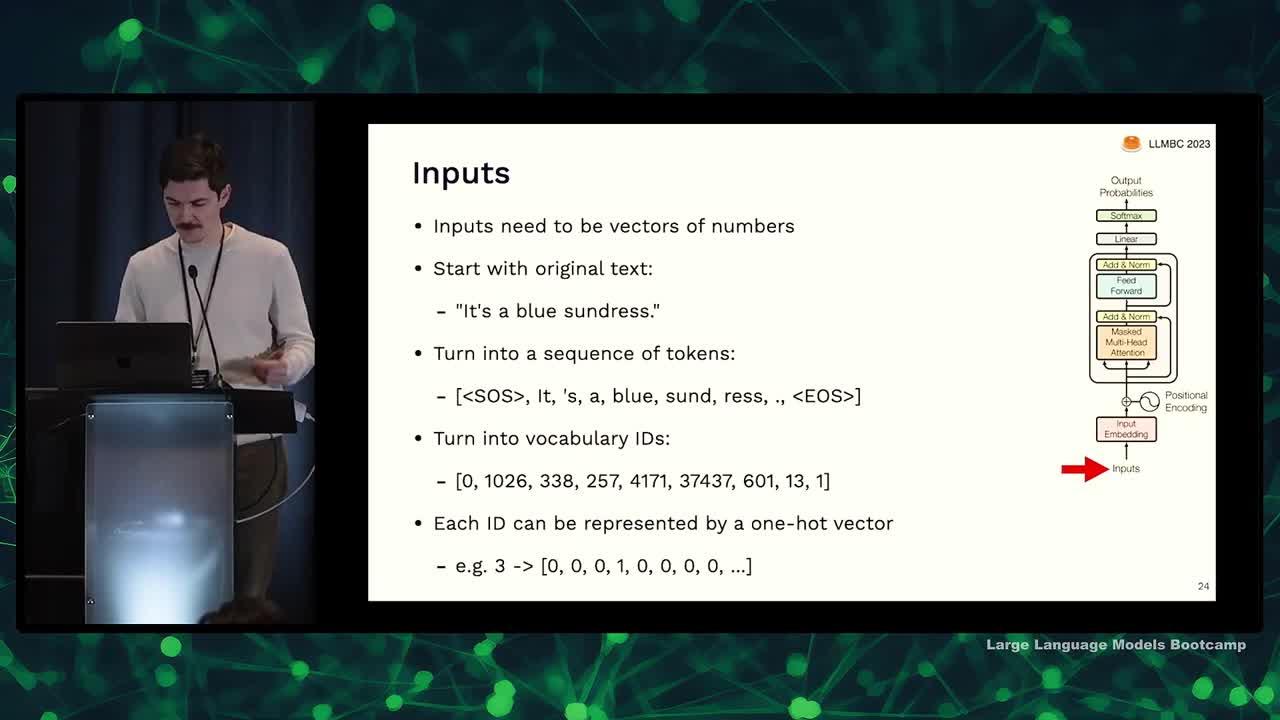 LLMBC 2023
Inputs
• Inputs need to be vectors of numbers
• Start with original text:
– "It's a blue sundress."
• Turn into a sequence of tokens:
– [<SOS>, It, 's, a, blue, sund, ress, ., <EOS>]
• Turn into vocabulary IDs:
– [0, 1026, 338, 257, 4171, 37437, 601, 13, 1]
• Each ID can be represented by a one-hot vector
– e.g. 3 -> [0, 0, 0, 1, 0, 0, 0, 0, ...]
Output
Probabilities
Softmax
Linear
Add & Norm
Feed
Forward
Add & Norm
Masked
Multi-Head
Attention
Positional
Encoding
Input
Embedding
Inputs
24
Large Language Models Bootcamp